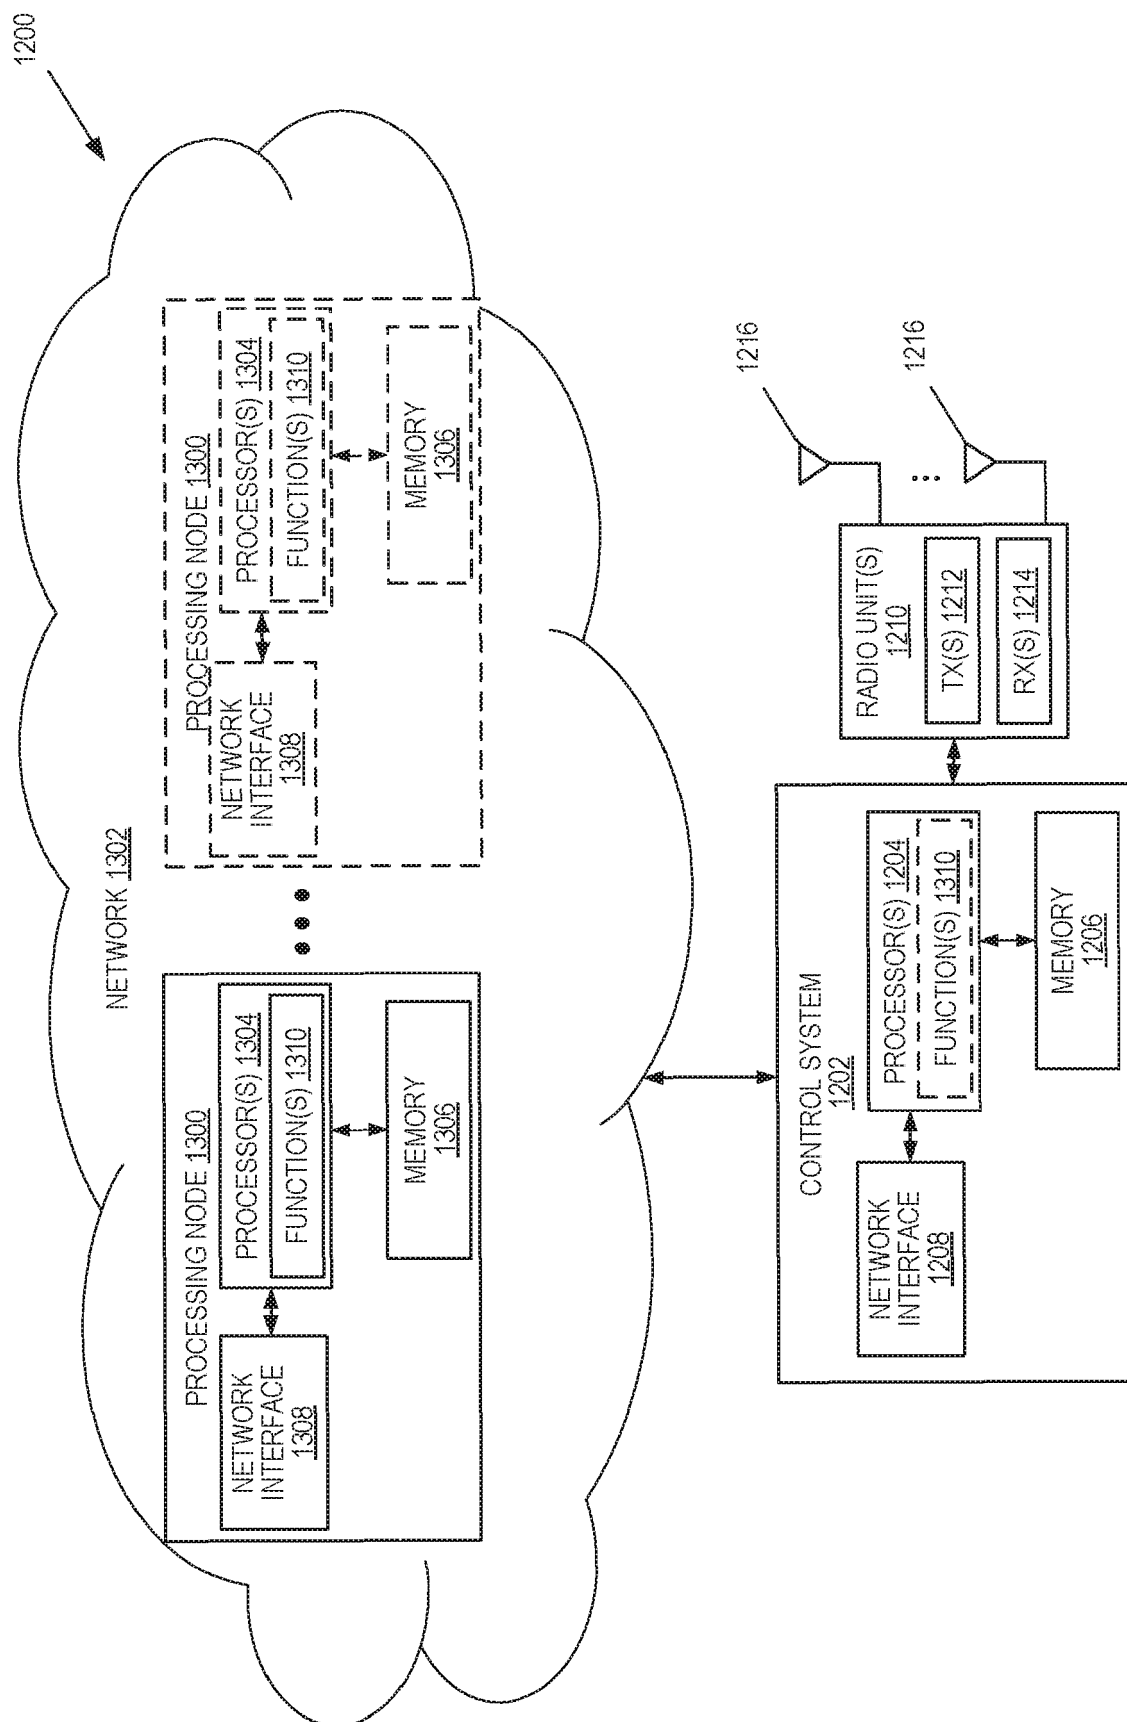 1200
NETWORK 1302
PROCESSING NODE 1300
NETWORK
INTERFACE
1308
PROCESSOR(S) 1304
FUNCTION(S) 1310
MEMORY
1306
PROCESSING NODE 1300
NETWORK
INTERFACE
1308
PROCESSOR(S) 1304
FUNCTION(S) 1310
MEMORY
1306
CONTROL SYSTEM
1202
NETWORK
INTERFACE
1208
PROCESSOR(S) 1204
FUNCTION(S) 1310
MEMORY
1206
RADIO UNIT(S)
1210
TX(S) 1212
RX(S) 1214
1216
1216